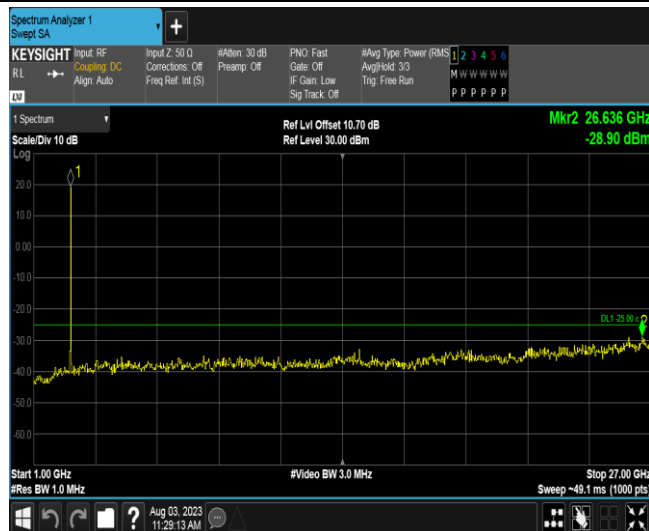 Spectrum Analyzer 1
Swept SA
+
KEYSIGHT
RL
LXI
Input: RF
Coupling: DC
Align: Auto
Input Z: 50 Ω
Corrections: Off
Freq Ref: Int (S)
#Atten: 30 dB
Preamp: Off
PNO: Fast
Gate: Off
IF Gain: Low
Sig Track: Off
#Avg Type: Power (RMS
Avg|Hold: 3/3
Trig: Free Run
1 2 3 4 5 6
M W W W W W
P P P P P P
1 Spectrum
Scale/Div 10 dB
Log
Ref Lvl Offset 10.70 dB
Ref Level 30.00 dBm
Mkr2 26.636 GHz
-28.90 dBm
1
20.0
10.0
0.00
-10.0
-20.0
DL1 -25.00
-30.0
-40.0
-50.0
-60.0
Start 1.00 GHz
#Res BW 1.0 MHz
#Video BW 3.0 MHz
Stop 27.00 GHz
Sweep ~49.1 ms (1000 pts)
?
Aug 03, 2023
11:29:13 AM